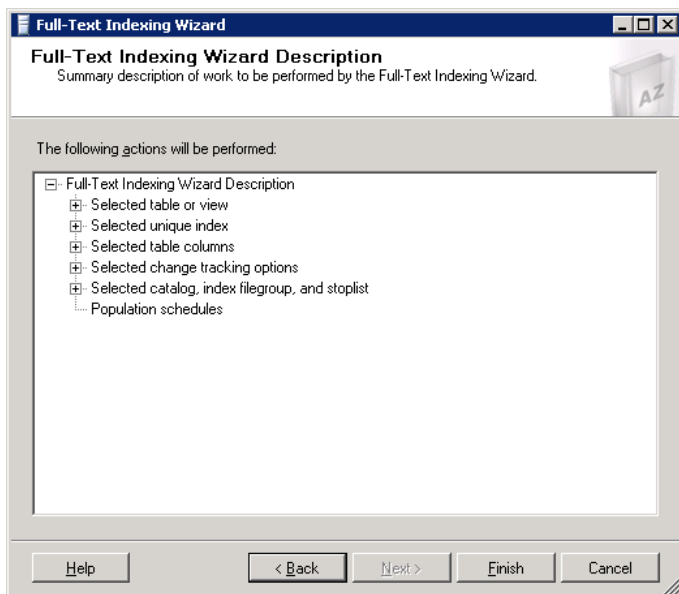 Full-Text Indexing Wizard
Full-Text Indexing Wizard Description
Summary description of work to be performed by the Full-Text Indexing Wizard.
AZ
The following actions will be performed:
Full-Text Indexing Wizard Description
Selected table or view
Selected unique index
Selected table columns
Selected change tracking options
Selected catalog, index filegroup, and stoplist
Population schedules
Help
< Back
Next >
Finish
Cancel